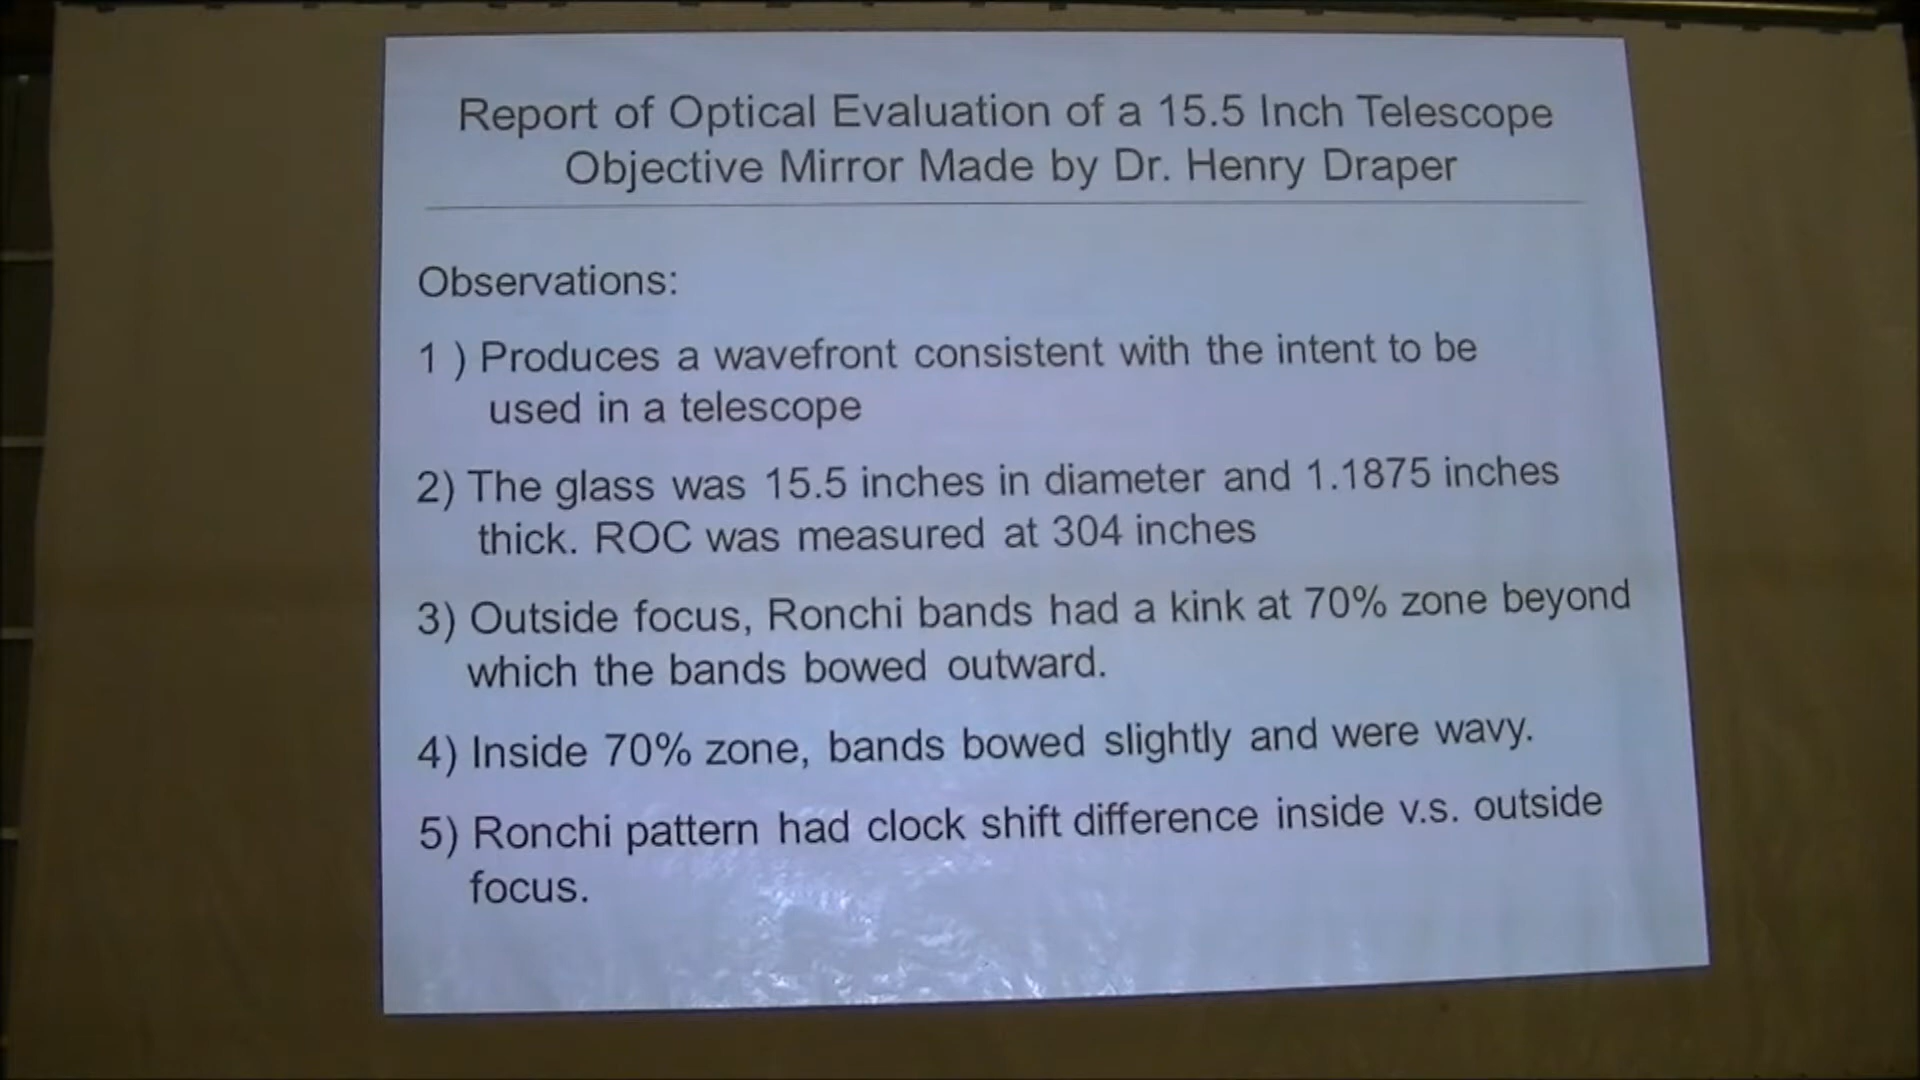 Report of Optical Evaluation of a 15.5 Inch Telescope
Objective Mirror Made by Dr. Henry Draper
Observations:
1 ) Produces a wavefront consistent with the intent to be
used in a telescope
2) The glass was 15.5 inches in diameter and 1.1875 inches
thick. ROC was measured at 304 inches
3) Outside focus, Ronchi bands had a kink at 70% zone beyond
which the bands bowed outward.
4) Inside 70% zone, bands bowed slightly and were wavy.
5) Ronchi pattern had clock shift difference inside v.s. outside
focus.